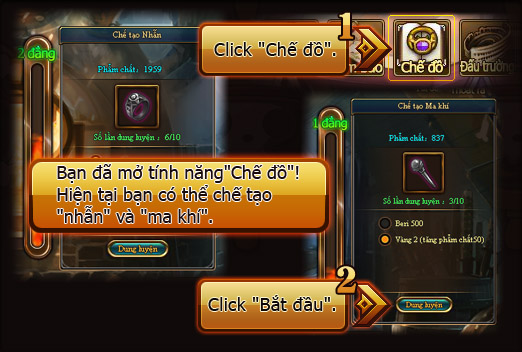 1
Click "Chế đồ".
Chế đồ
Đấu trường
2 đẳng
Chế tạo Nhẫn
Phẩm chất: 1959
Số lần dung luyện : 6/10
Dung luyện
Bạn đã mở tính năng"Chế đồ"!
Hiện tại bạn có thể chế tạo
"nhẫn" và "ma khí".
1 đẳng
Chế tạo Ma khí
Phẩm chất: 837
Số lần dung luyện : 3/10
Beri 500
Vàng 2 (tăng phẩm chất50)
Dung luyện
2
Click "Bắt đầu".